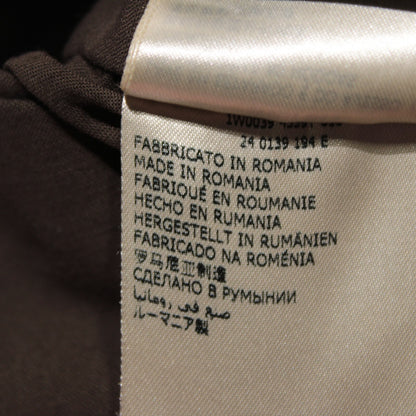 24 0139 184 E
FABBRICATO IN ROMANIA
MADE IN ROMANIA
FABRIQUÉ EN ROUMANIE
HECHO EN RUMANIA
HERGESTELLT IN RUMÄNIEN
FABRICADO NA ROMÉNIA
罗马尼亚制造
СДЕЛАНО В РУМЫНИИ
صنع في رومانيا
ルーマニア製